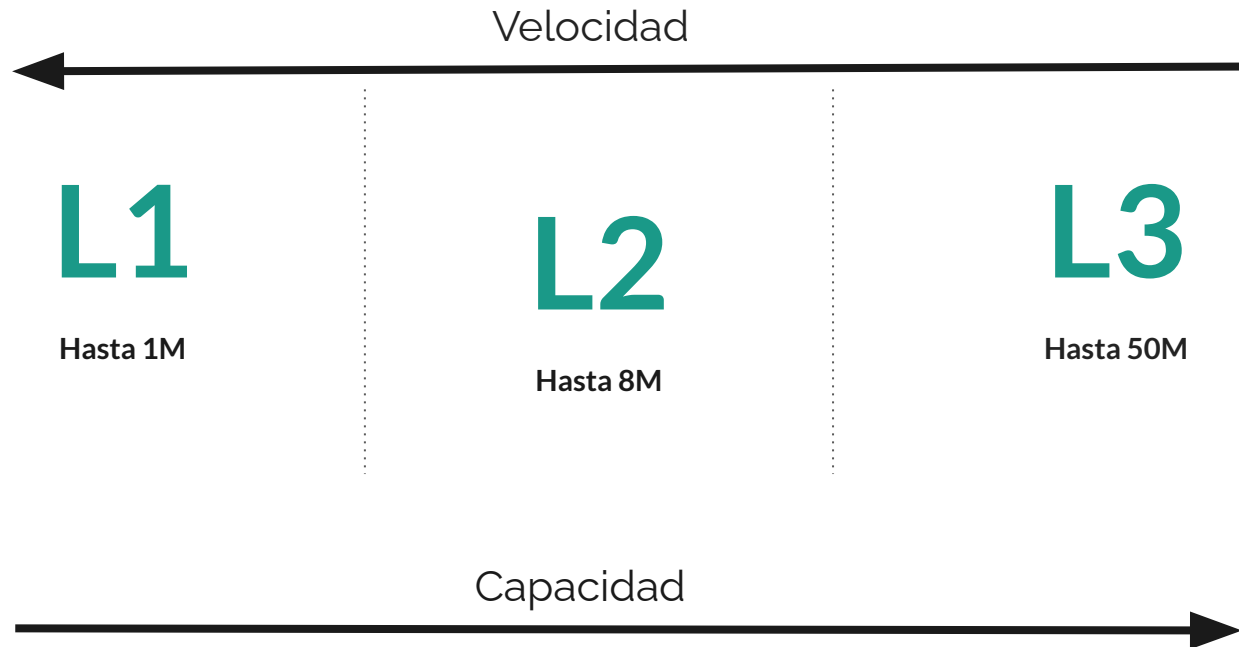 Velocidad
L1
Hasta 1M
L2
Hasta 8M
L3
Hasta 50M
Capacidad